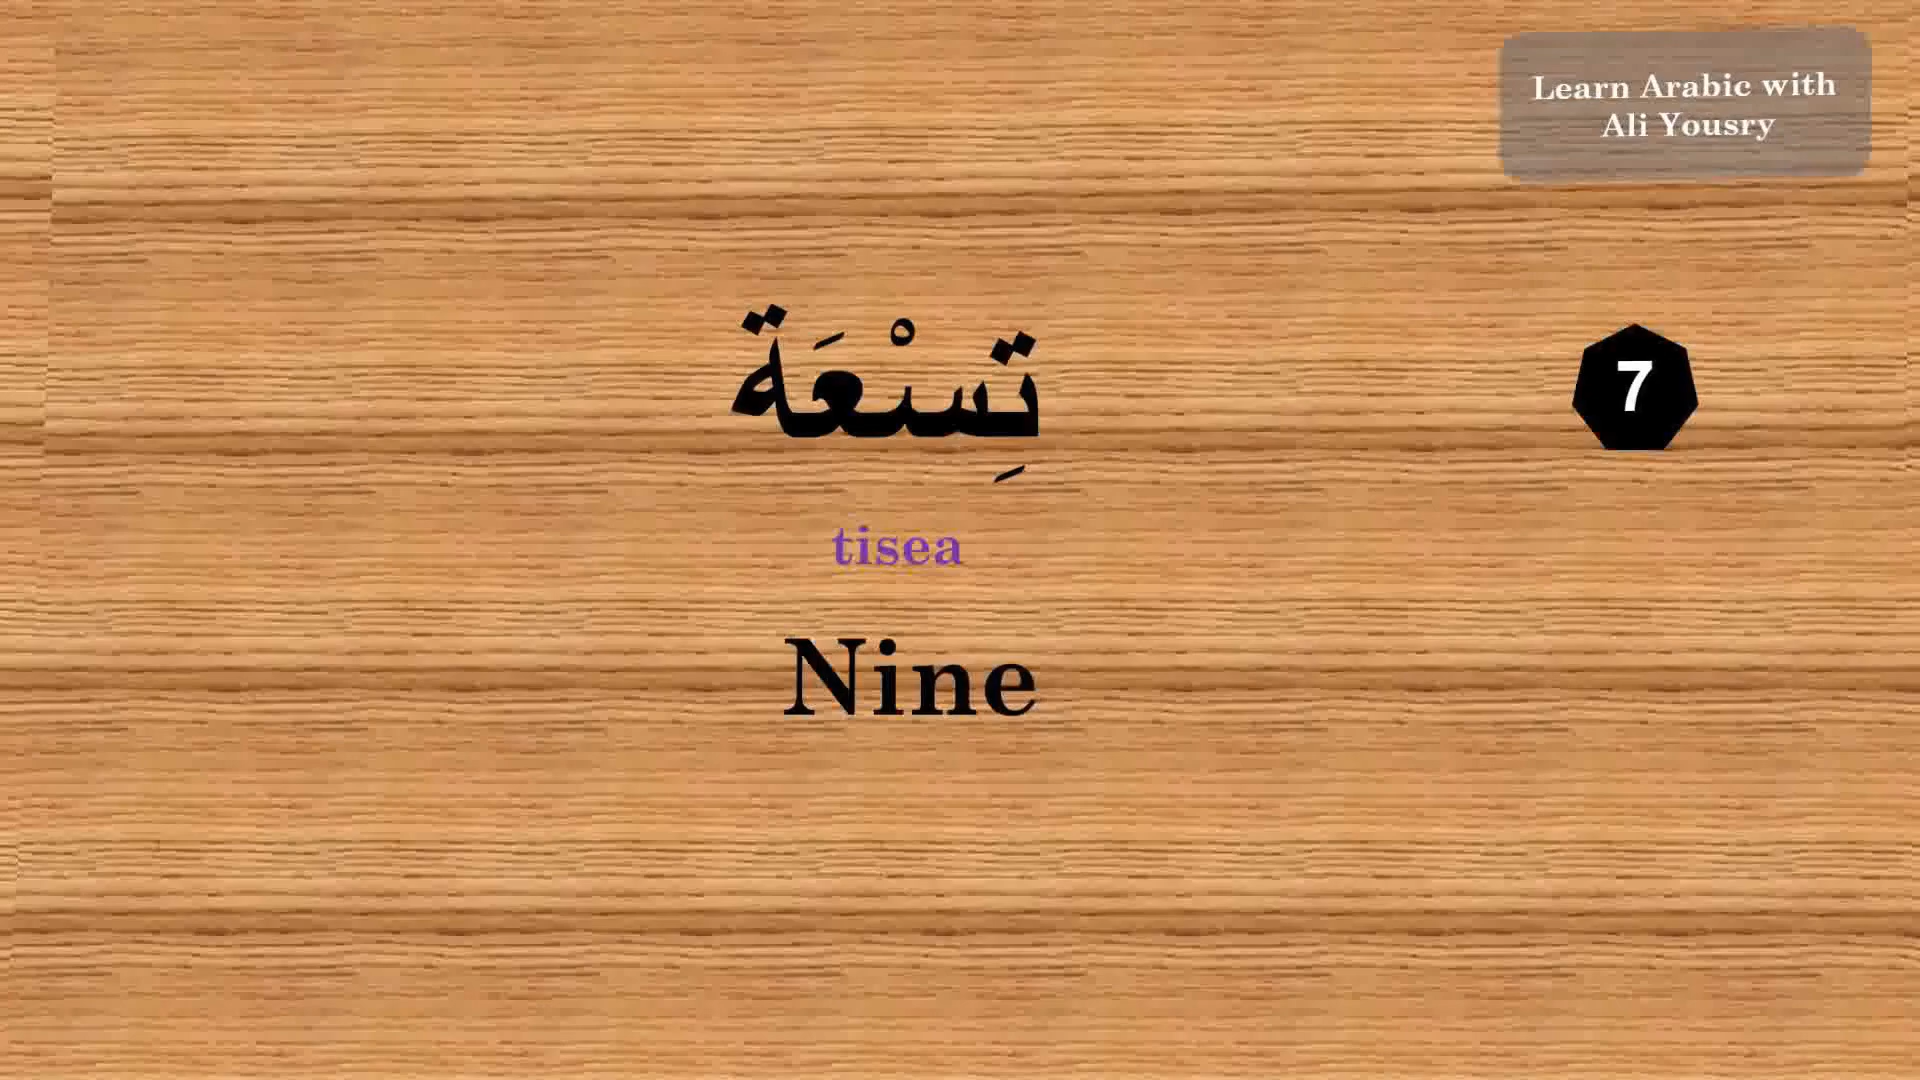 Learn Arabic with
Ali Yousry
تِسْعَة
7
tisea
Nine